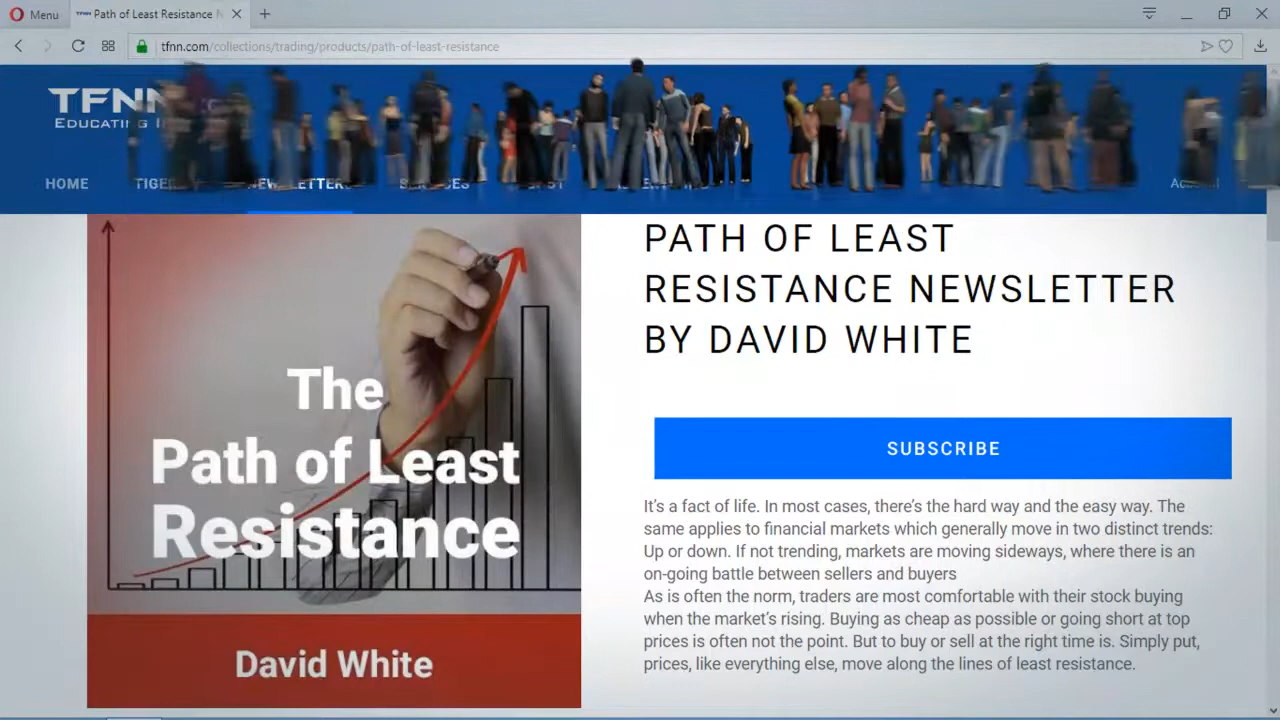 Menu
Path of Least Resistance
tfnn.com/collections/trading/products/path-of-least-resistance
TFNN
EDUCATING
HOME
PATH OF LEAST
RESISTANCE NEWSLETTER
BY DAVID WHITE
SUBSCRIBE
It's a fact of life. In most cases, there's the hard way and the easy way. The
same applies to financial markets which generally move in two distinct trends:
Up or down. If not trending, markets are moving sideways, where there is an
on-going battle between sellers and buyers
As is often the norm, traders are most comfortable with their stock buying
when the market's rising. Buying as cheap as possible or going short at top
prices is often not the point. But to buy or sell at the right time is. Simply put,
prices, like everything else, move along the lines of least resistance.
The
Path of Least
Resistance
David White